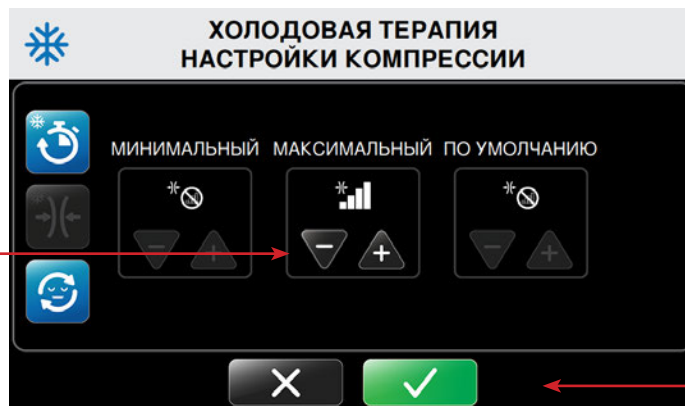 ХОЛОДОВАЯ ТЕРАПИЯ
НАСТРОЙКИ КОМПРЕССИИ
МИНИМАЛЬНЫЙ МАКСИМАЛЬНЫЙ ПО УМОЛЧАНИЮ